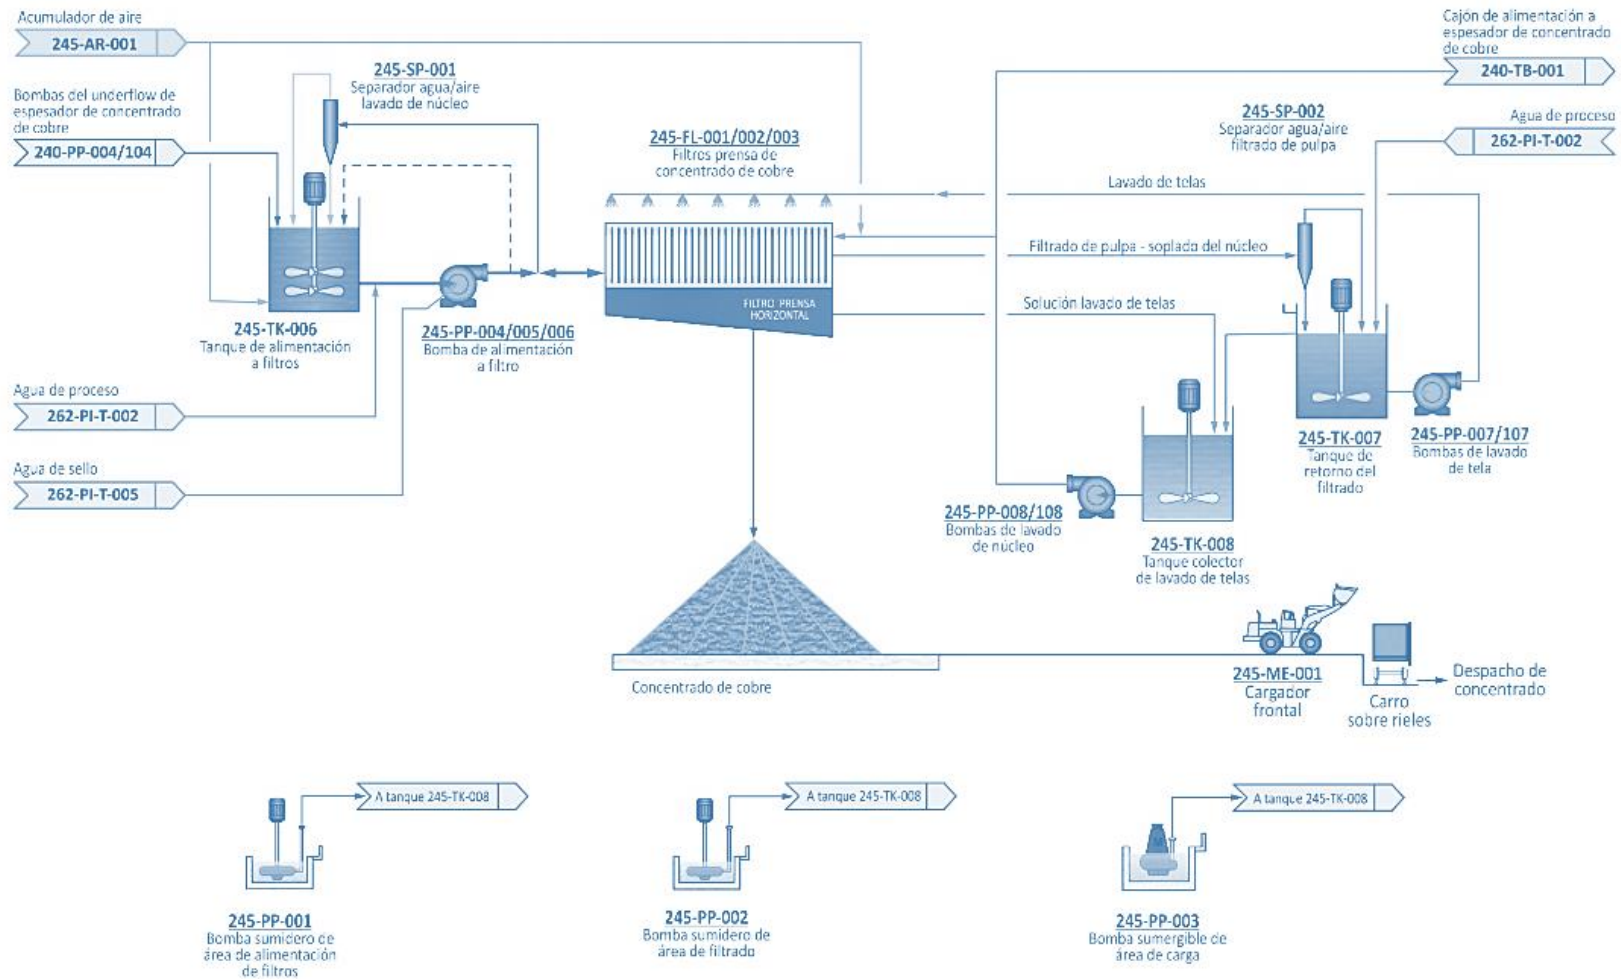 Acumulador de aire
245-AR-001
Bombas del underflow de
espesador de concentrado
de cobre
240-PP-004/104
245-SP-001
Separador agua/aire
lavado de núcleo
245-FL-001/002/003
Filtros prensa de
concentrado de cobre
Cajón de alimentación a
espesador de concentrado
de cobre
240-TB-001
245-SP-002
Separador agua/aire
filtrado de pulpa
Agua de proceso
262-PI-T-002
Lavado de telas
Filtrado de pulpa - soplado del núcleo
Solución lavado de telas
FILTRO PRENSA
HORIZONTAL
245-TK-006
Tanque de alimentación
a filtros
245-PP-004/005/006
Bomba de alimentación
a filtro
Agua de proceso
262-PI-T-002
Agua de sello
262-PI-T-005
245-TK-007
Tanque de
retorno del
filtrado
245-PP-007/107
Bombas de lavado
de tela
245-PP-008/108
Bombas de lavado
de núcleo
245-TK-008
Tanque colector
de lavado de telas
Concentrado de cobre
245-ME-001
Cargador
frontal
Carro
sobre rieles
Despacho de
concentrado
A tanque 245-TK-008
245-PP-001
Bomba sumidero de
área de alimentación
de filtros
A tanque 245-TK-008
245-PP-002
Bomba sumidero de
área de filtrado
A tanque 245-TK-008
245-PP-003
Bomba sumergible de
área de carga